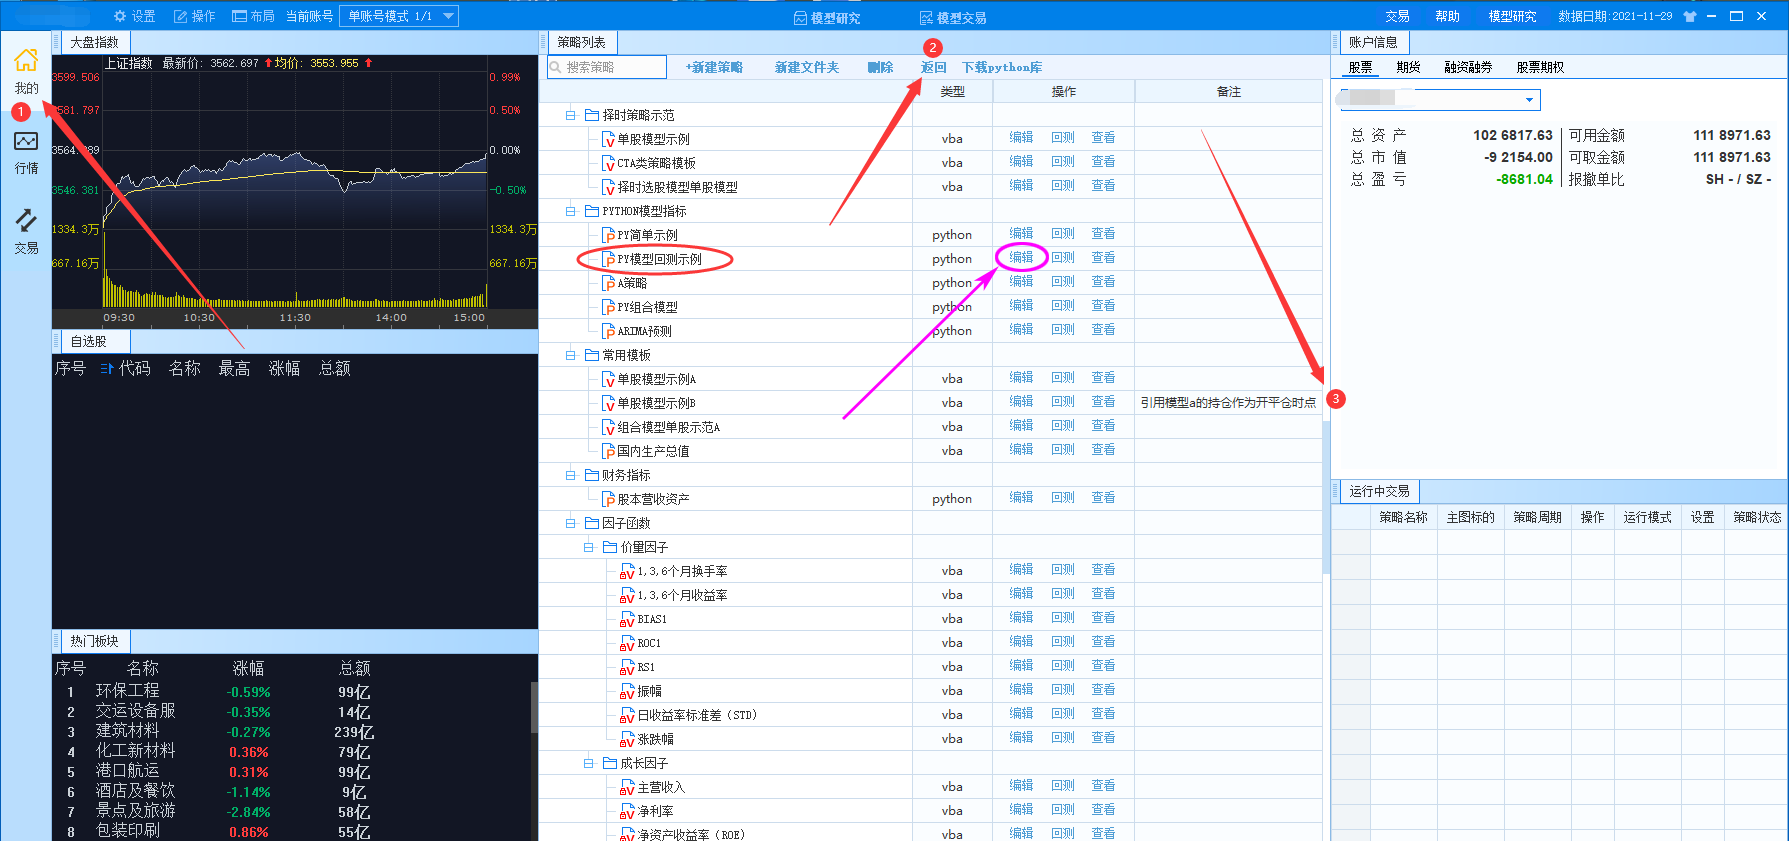 设置 操作 布局 当前账号 单账号模式 1/1 模型研究 模型交易 交易 帮助 模型研究 数据日期:2021-11-29
我的
1
行情
交易
大盘指数
上证指数 最新价: 3562.697 均价: 3553.955
3599.506 0.99%
3581.797 0.50%
0.00%
3546.381 -0.50%
1334.3万 1334.3万
667.16万 667.16万
09:30 10:30 11:30 14:00 15:00
自选股
序号 代码 名称 最高 涨幅 总额
热门板块
序号 名称 涨幅 总额
1 环保工程 -0.59% 99亿
2 交运设备服 -0.35% 14亿
3 建筑材料 -0.27% 239亿
4 化工新材料 0.36% 79亿
5 港口航运 0.31% 99亿
6 酒店及餐饮 -1.14% 9亿
7 景点及旅游 -2.84% 58亿
8 包装印刷 0.86% 55亿
策略列表
2
搜索策略 +新建策略 新建文件夹 删除 返回 下载python库
类型 操作 备注
择时策略示范
单股模型示例 vba 编辑 回测 查看
CTA类策略模板 vba 编辑 回测 查看
择时选股模型单股模型 vba 编辑 回测 查看
PYTHON模型指标
PY简单示例 python 编辑 回测 查看
PY模型回测示例 python 编辑 回测 查看
A策略 python 编辑 回测 查看
PY组合模型 python 编辑 回测 查看
ARIMA预测 python 编辑 回测 查看
常用模板
单股模型示例A vba 编辑 回测 查看
单股模型示例B vba 编辑 回测 查看 引用模型a的持仓作为开平仓时点
3
组合模型单股示范A vba 编辑 回测 查看
国内生产总值 vba 编辑 回测 查看
财务指标
股本营收资产 python 编辑 回测 查看
因子函数
价量因子
1,3,6个月换手率 vba 编辑 回测 查看
1,3,6个月收益率 vba 编辑 回测 查看
BIAS1 vba 编辑 回测 查看
ROC1 vba 编辑 回测 查看
RS1 vba 编辑 回测 查看
振幅 vba 编辑 回测 查看
日收益率标准差（STD） vba 编辑 回测 查看
涨跌幅 vba 编辑 回测 查看
成长因子
主营收入 vba 编辑 回测 查看
净利率 vba 编辑 回测 查看
净资产收益率（ROE） vba 编辑 回测 查看
账户信息
股票 期货 融资融券 股票期权
总资产 102 6817.63 可用金额 111 8971.63
总市值 -9 2154.00 可取金额 111 8971.63
总盈亏 -8681.04 报撤单比 SH - / SZ -
运行中交易
策略名称 主图标的 策略周期 操作 运行模式 设置 策略状态